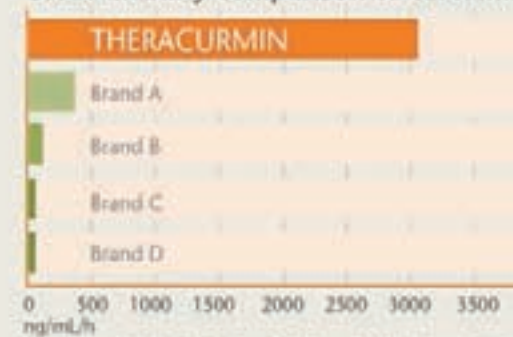 THERACURMIN
Brand A
Brand B
Brand C
Brand D
0 500 1000 1500 2000 2500 3000 3500
ng/mL/h